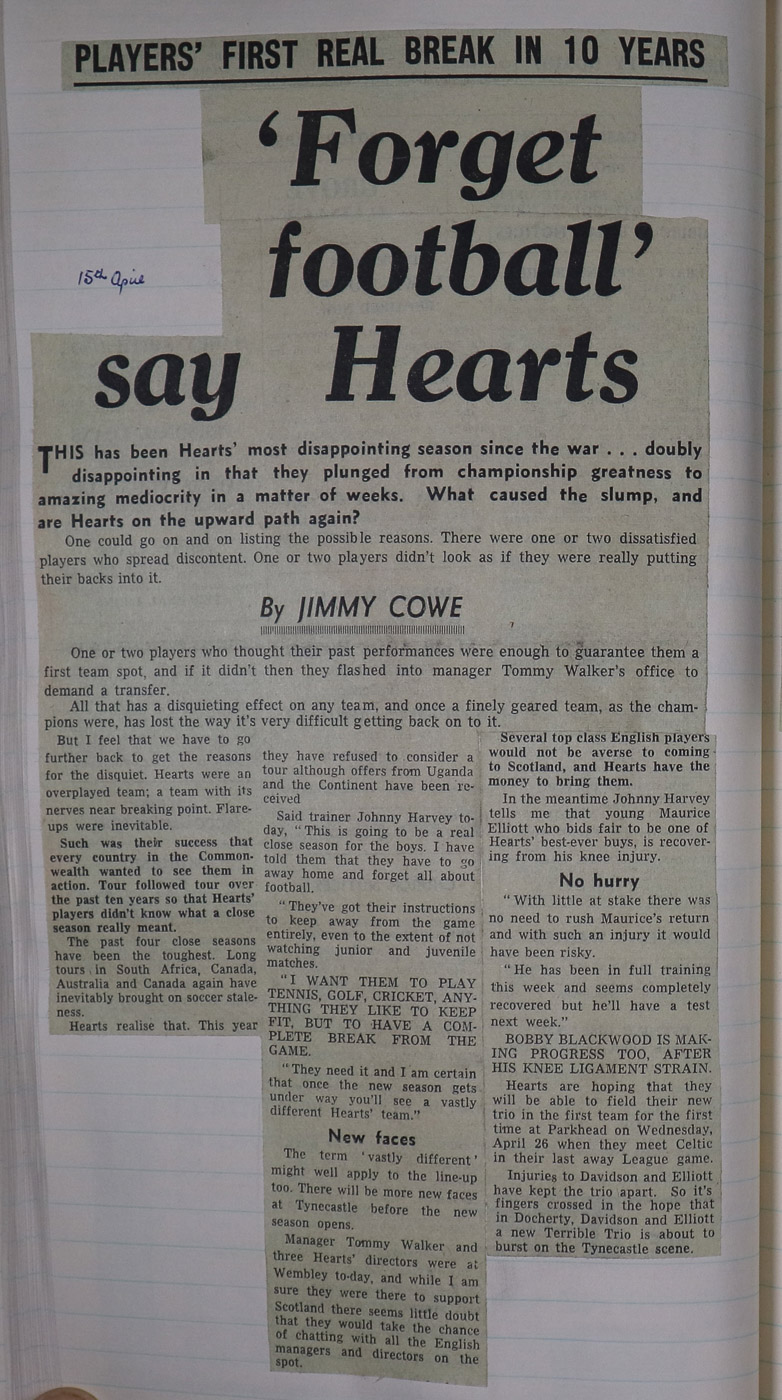 PLAYERS' FIRST REAL BREAK IN 10 YEARS
'Forget
football'
say Hearts
15th April
THIS has been Hearts' most disappointing season since the war . . . doubly
disappointing in that they plunged from championship greatness to
amazing mediocrity in a matter of weeks. What caused the slump, and
are Hearts on the upward path again?
One could go on and on listing the possible reasons. There were one or two dissatisfied
players who spread discontent. One or two players didn't look as if they were really putting
their backs into it.
By JIMMY COWE
One or two players who thought their past performances were enough to guarantee them a
first team spot, and if it didn't then they flashed into manager Tommy Walker's office to
demand a transfer.
All that has a disquieting effect on any team, and once a finely geared team, as the cham-
pions were, has lost the way it's very difficult getting back on to it.
But I feel that we have to go
further back to get the reasons
for the disquiet. Hearts were an
overplayed team; a team with its
nerves near breaking point. Flare-
ups were inevitable.
Such was their success that
every country in the Common-
wealth wanted to see them in
action. Tour followed tour over
the past ten years so that Hearts'
players didn't know what a close
season really meant.
The past four close seasons
have been the toughest. Long
tours in South Africa, Canada,
Australia and Canada again have
inevitably brought on soccer stale-
ness.
Hearts realise that. This year
they have refused to consider a
tour although offers from Uganda
and the Continent have been re-
ceived
Said trainer Johnny Harvey to-
day, "This is going to be a real
close season for the boys. I have
told them that they have to go
away home and forget all about
football.
"They've got their instructions
to keep away from the game
entirely, even to the extent of not
watching junior and juvenile
matches.
"I WANT THEM TO PLAY
TENNIS, GOLF, CRICKET, ANY-
THING THEY LIKE TO KEEP
FIT, BUT TO HAVE A COM-
PLETE BREAK FROM THE
GAME.
"They need it and I am certain
that once the new season gets
under way you'll see a vastly
different Hearts' team."
New faces
The term 'vastly different'
might well apply to the line-up
too. There will be more new faces
at Tynecastle before the new
season opens.
Manager Tommy Walker and
three Hearts' directors were at
Wembley to-day, and while I am
sure they were there to support
Scotland there seems little doubt
that they would take the chance
of chatting with all the English
managers and directors on the
spot.
Several top class English players
would not be averse to coming
to Scotland, and Hearts have the
money to bring them.
In the meantime Johnny Harvey
tells me that young Maurice
Elliott who bids fair to be one of
Hearts' best-ever buys, is recover-
ing from his knee injury.
No hurry
"With little at stake there was
no need to rush Maurice's return
and with such an injury it would
have been risky.
"He has been in full training
this week and seems completely
recovered but he'll have a test
next week."
BOBBY BLACKWOOD IS MAK-
ING PROGRESS TOO, AFTER
HIS KNEE LIGAMENT STRAIN.
Hearts are hoping that they
will be able to field their new
trio in the first team for the first
time at Parkhead on Wednesday,
April 26 when they meet Celtic
in their last away League game.
Injuries to Davidson and Elliott
have kept the trio apart. So it's
fingers crossed in the hope that
in Docherty, Davidson and Elliott
a new Terrible Trio is about to
burst on the Tynecastle scene.